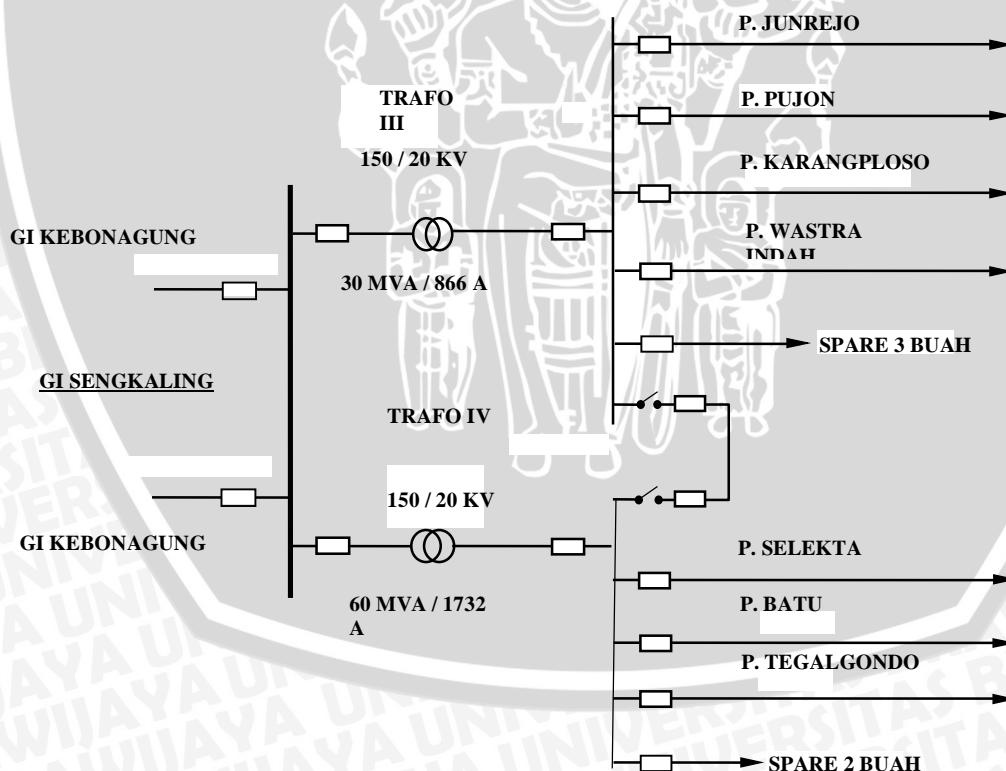 P. JUNREJO
TRAFO
III
P. PUJON
150 / 20 KV
P. KARANGPLOSO
GI KEBONAGUNG
P. WASTRA
INDAH
30 MVA / 866 A
SPARE 3 BUAH
GI SENGKALING
TRAFO IV
150 / 20 KV
GI KEBONAGUNG
P. SELEKTA
60 MVA / 1732
A
P. BATU
P. TEGALGONDO
SPARE 2 BUAH